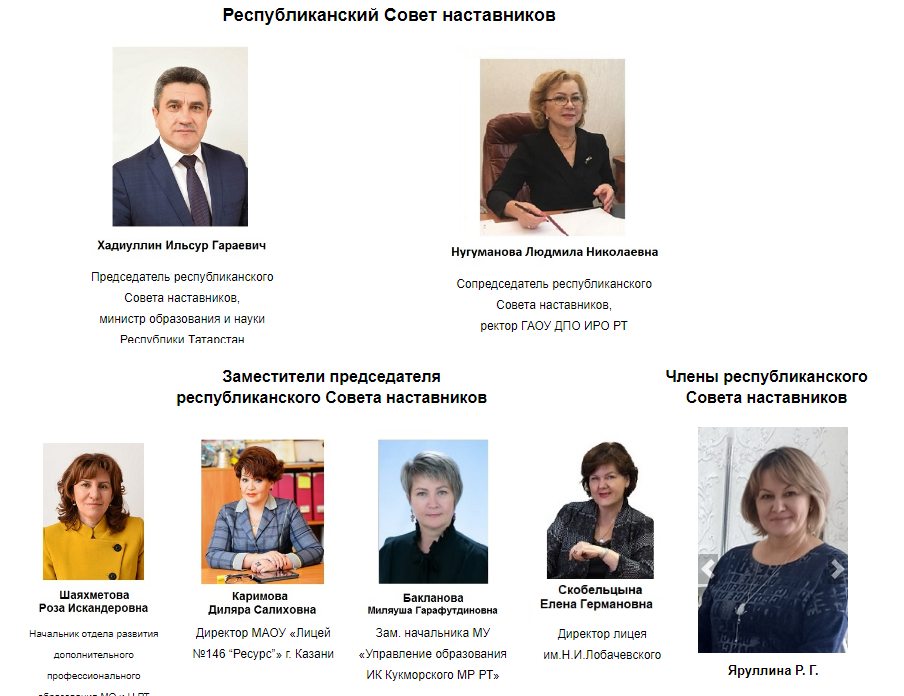 Республиканский Совет наставников
Хадиуллин Ильсур Гараевич
Председатель республиканского
Совета наставников,
министр образования и науки
Республики Татарстан
Нугуманова Людмила Николаевна
Сопредседатель республиканского
Совета наставников,
ректор ГАОУ ДПО ИРО РТ
Заместители председателя
республиканского Совета наставников
Шаяхметова
Роза Искандеровна
Начальник отдела развития
дополнительного
профессионального
образования МО и Н РТ
Каримова
Диляра Салиховна
Директор МАОУ «Лицей
№146 “Ресурс”» г. Казани
Бакланова
Миляуша Гарафутдиновна
Зам. начальника МУ
«Управление образования
ИК Кукморского МР РТ»
Скобельцына
Елена Германовна
Директор лицея
им.Н.И.Лобачевского
Члены республиканского
Совета наставников
Яруллина Р. Г.